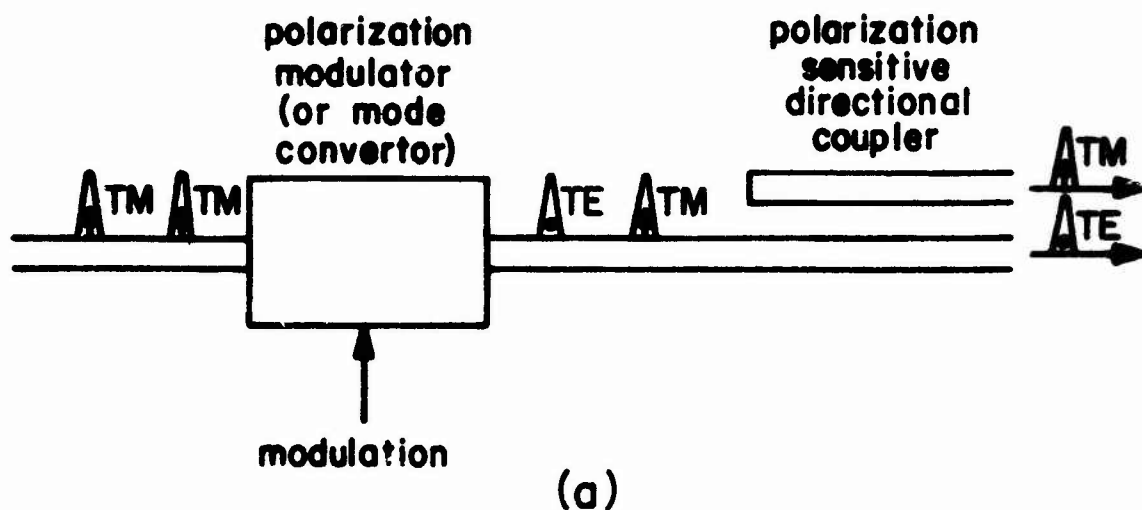 polarization
modulator
(or mode
convertor)
polarization
sensitive
directional
coupler
TM TM
TE TM
TM
TE
modulation
(a)